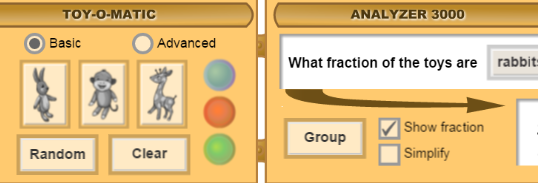 TOY-O-MATIC
Basic
Advanced
Random
Clear
ANALYZER 3000
What fraction of the toys are rabbits
Group
Show fraction
Simplify